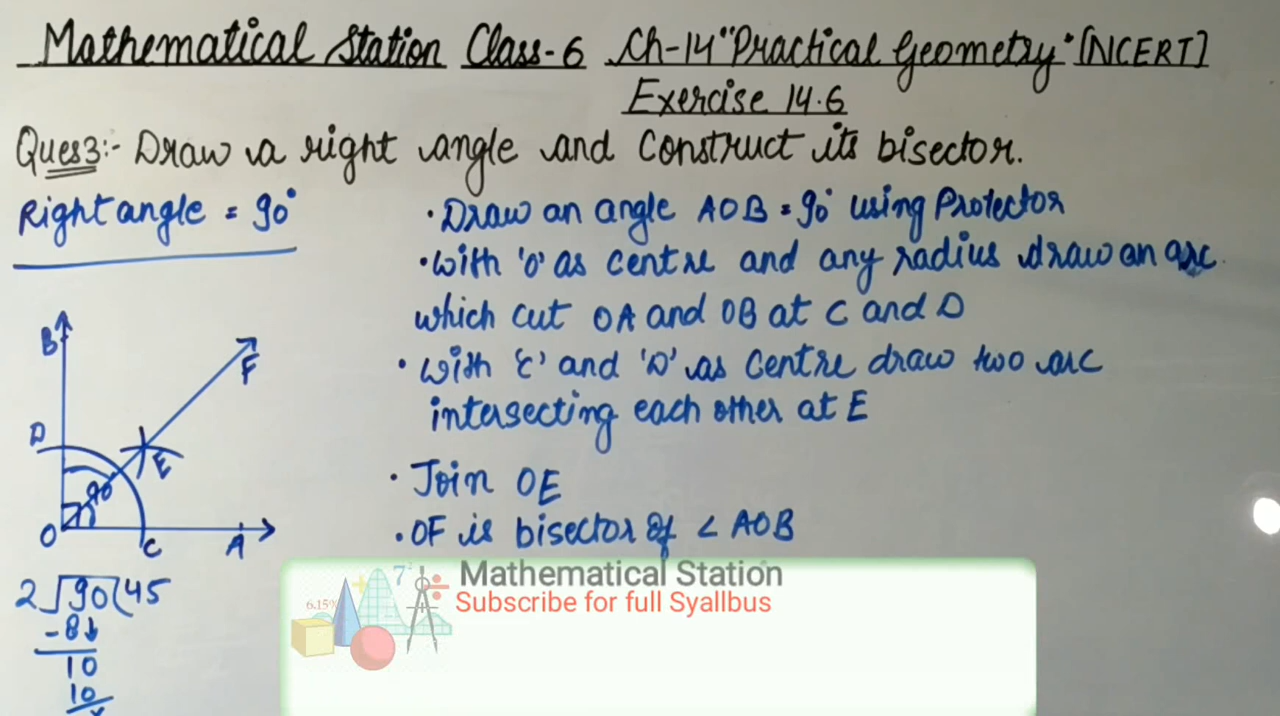 Mathematical Station Class-6 Ch-14 "Practical Geometry" [NCERT]
Exercise 14.6
Ques3:- Draw a right angle and Construct its bisector.
Right angle = 90°
• Draw an angle AOB = 90° using Protector
• with 'O' as centre and any radius draw an arc
which cut OA and OB at C and D
• with 'C' and 'D' as Centre draw two arc
intersecting each other at E
• Join OE
• OF is bisector of ∠ AOB
B
F
D
E
90
O
C
A
2 √90 (45
-8↓
10
10
x
6.15%
7²
Mathematical Station
Subscribe for full Syallbus